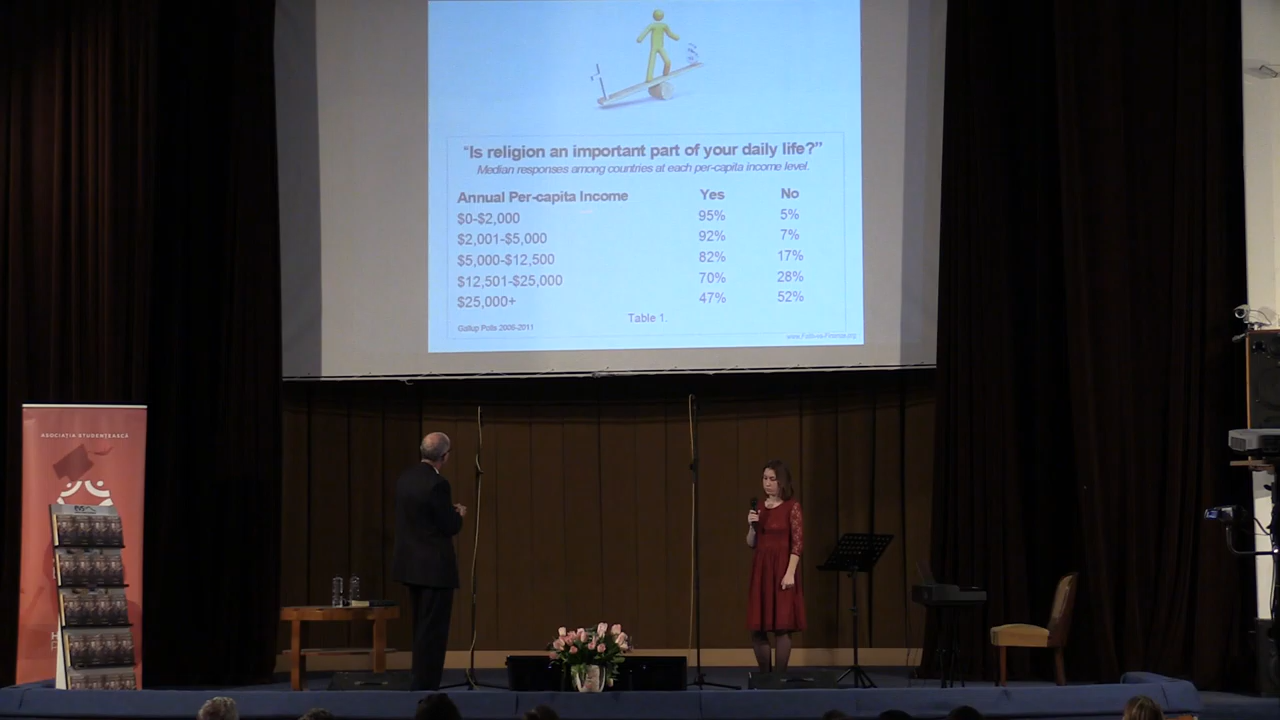 "Is religion an important part of your daily life?"
Median responses among countries at each per-capita income level.
Annual Per-capita Income Yes No
$0-$2,000 95% 5%
$2,001-$5,000 92% 7%
$5,000-$12,500 82% 17%
$12,501-$25,000 70% 28%
$25,000+ 47% 52%
Table 1.
Gallup Polls 2006-2011
ASOCIAȚIA STUDENȚEASCĂ